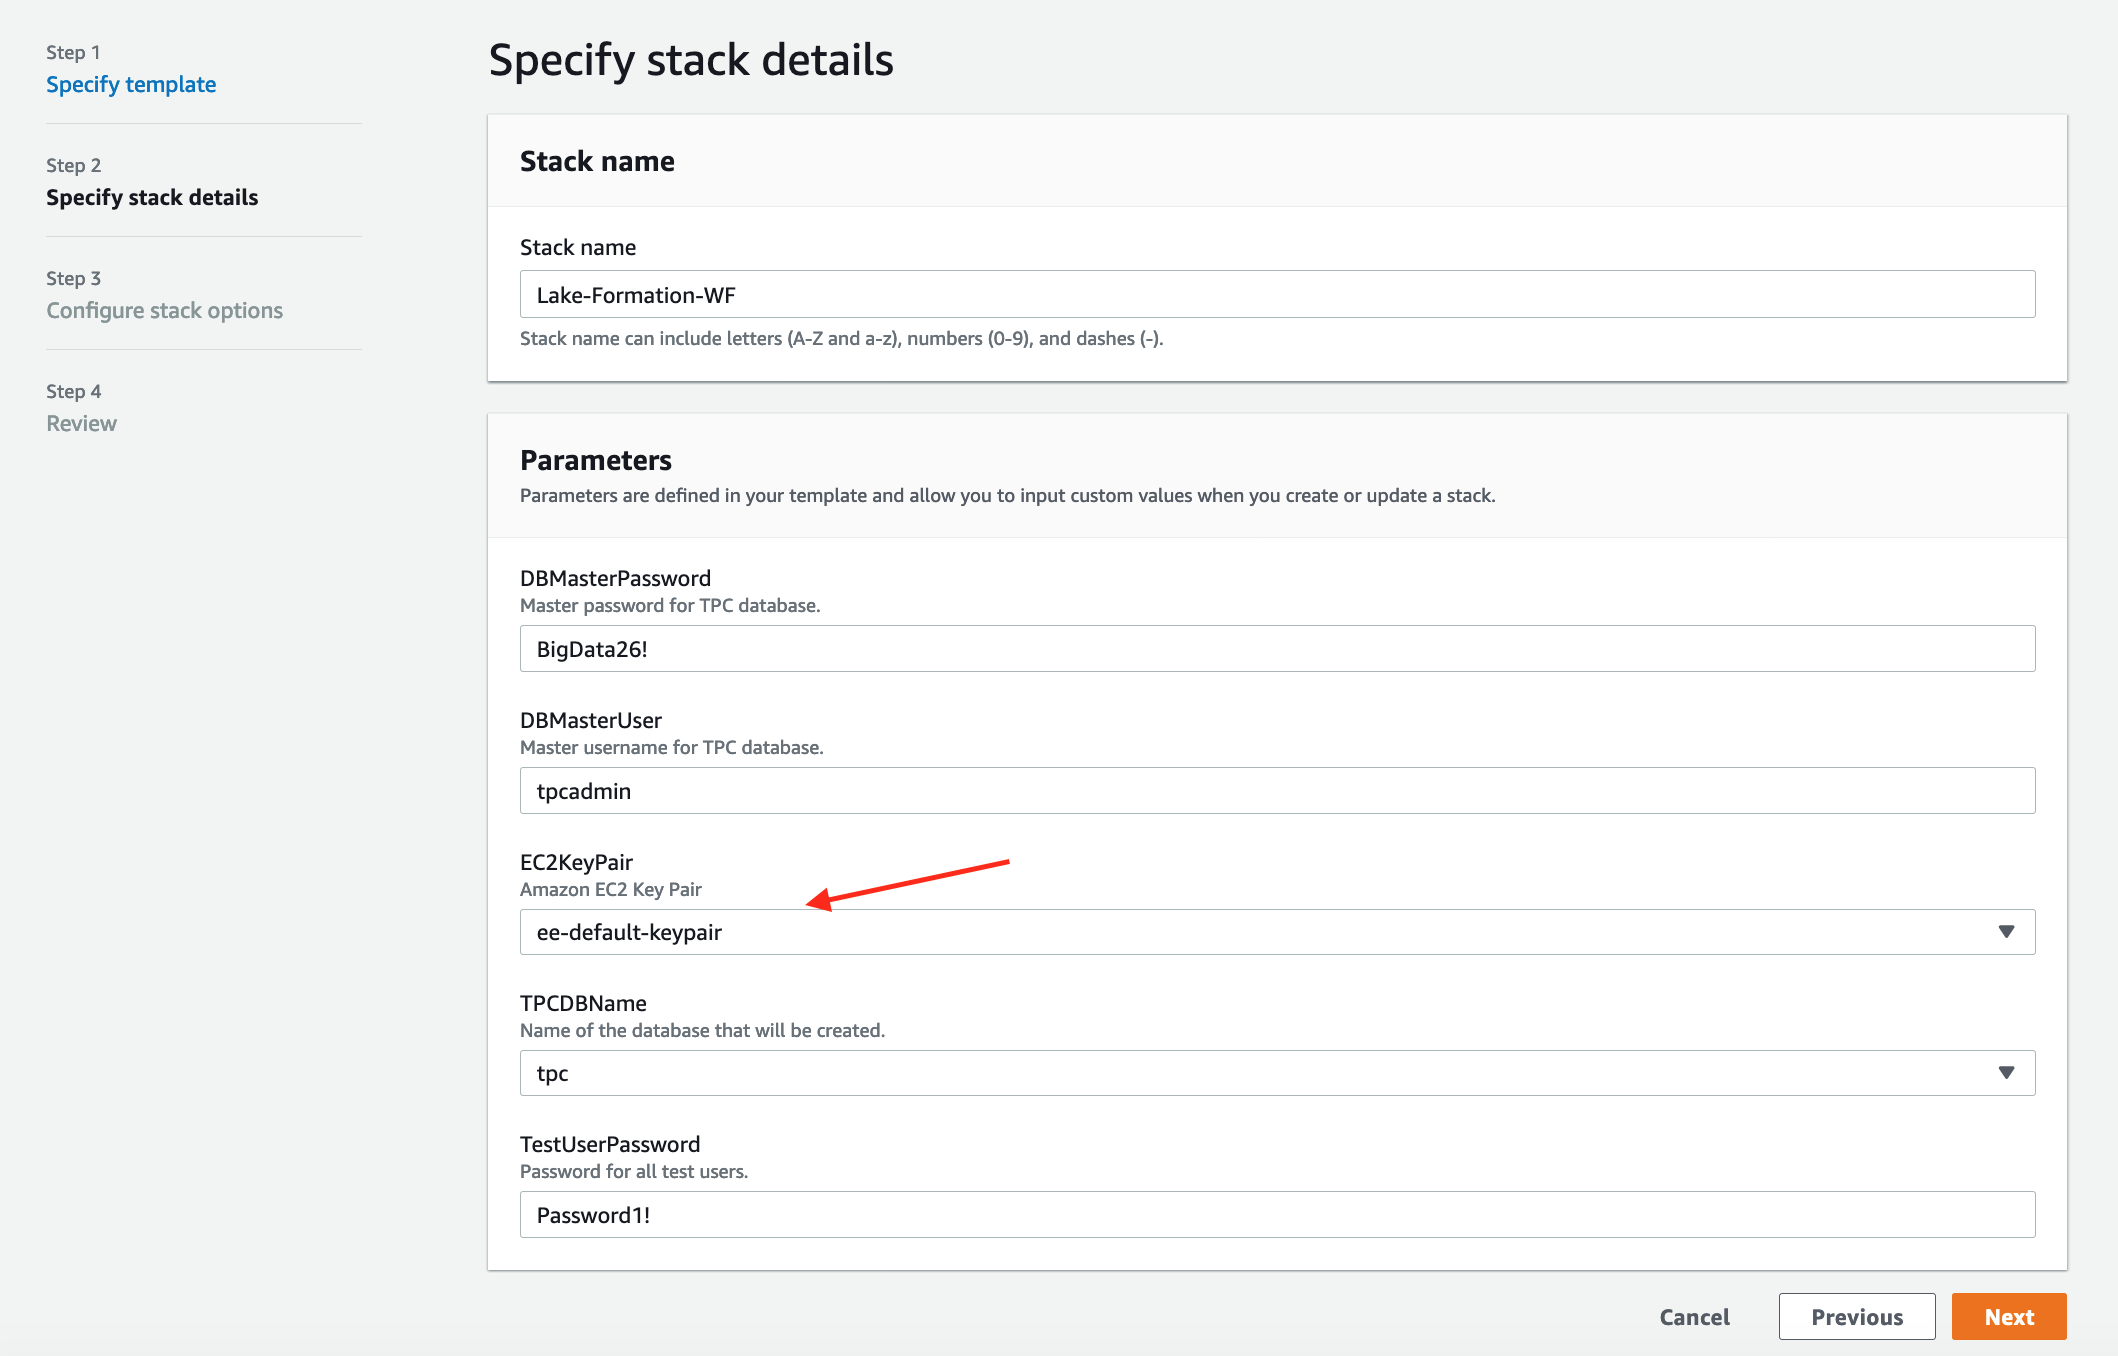 Step 1
Specify template
Step 2
Specify stack details
Step 3
Configure stack options
Step 4
Review
Specify stack details
Stack name
Stack name
Lake-Formation-WF
Stack name can include letters (A-Z and a-z), numbers (0-9), and dashes (-).
Parameters
Parameters are defined in your template and allow you to input custom values when you create or update a stack.
DBMasterPassword
Master password for TPC database.
BigData26!
DBMasterUser
Master username for TPC database.
tpcadmin
EC2KeyPair
Amazon EC2 Key Pair
ee-default-keypair
TPCDBName
Name of the database that will be created.
tpc
TestUserPassword
Password for all test users.
Password1!
Cancel
Previous
Next